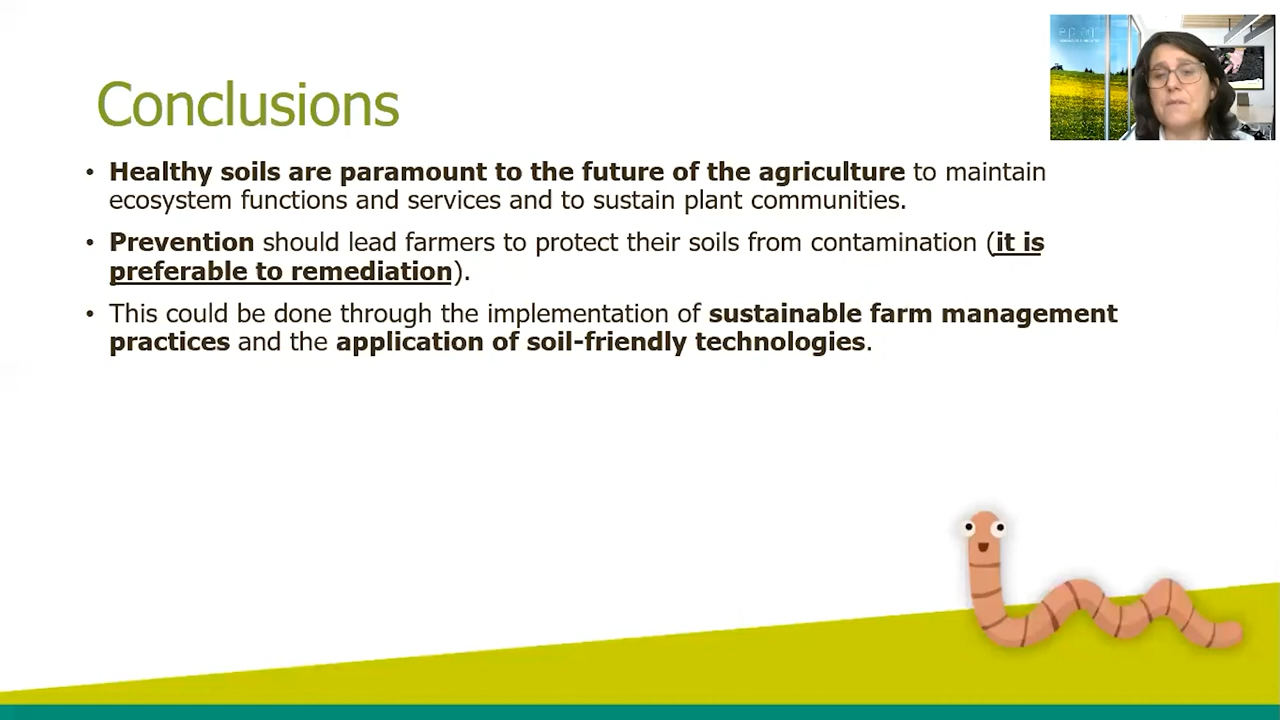 Conclusions
• Healthy soils are paramount to the future of the agriculture to maintain
ecosystem functions and services and to sustain plant communities.
• Prevention should lead farmers to protect their soils from contamination (it is
preferable to remediation).
• This could be done through the implementation of sustainable farm management
practices and the application of soil-friendly technologies.